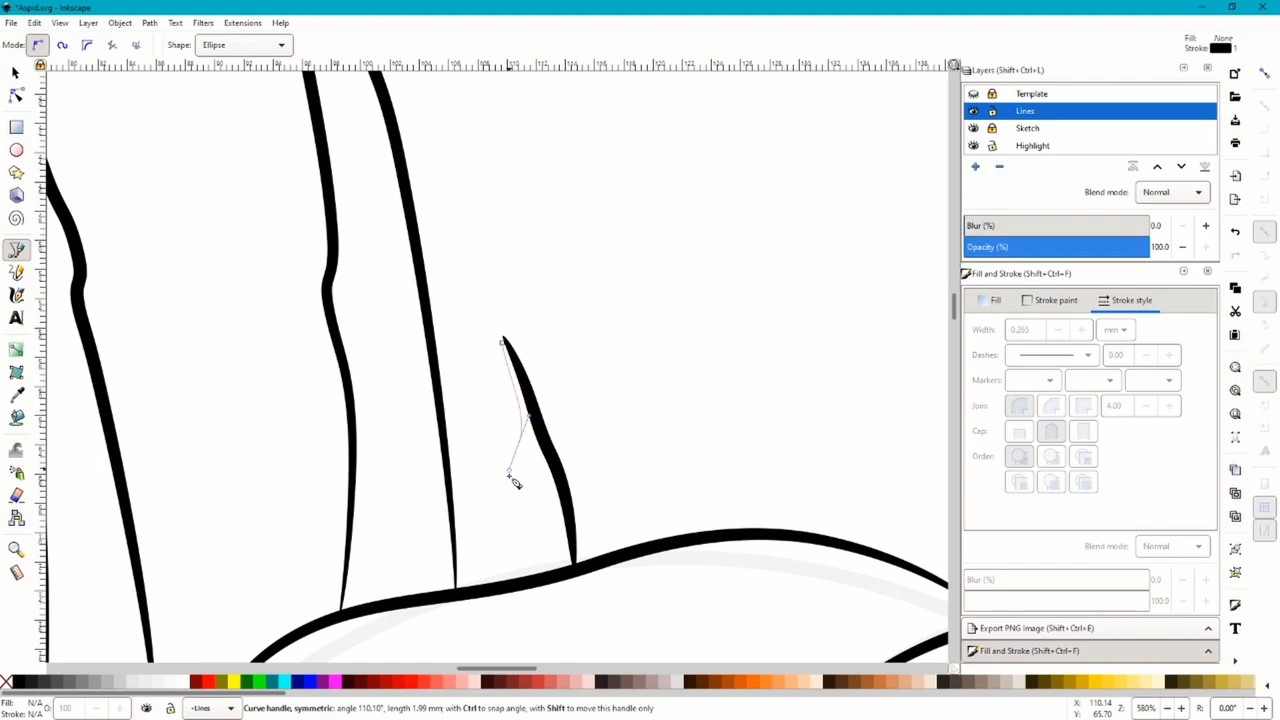 *Aspid.svg - Inkscape
File Edit View Layer Object Path Text Filters Extensions Help
Mode: Shape: Ellipse
Fill: None
Stroke: 1
Layers (Shift+Ctrl+L)
Template
Lines
Sketch
Highlight
Blend mode: Normal
Blur (%) 0.0
Opacity (%) 100.0
Fill and Stroke (Shift+Ctrl+F)
Fill Stroke paint Stroke style
Width: 0.265 mm
Dashes: 0.00
Markers:
Join: 4.00
Cap:
Order:
Blend mode: Normal
Blur (%) 0.0
100.0
Export PNG Image (Shift+Ctrl+E)
Fill and Stroke (Shift+Ctrl+F)
Fill: N/A
Stroke: N/A
O: 100
Lines
Curve handle, symmetric: angle 110.10°, length 1.99 mm; with Ctrl to snap angle, with Shift to move this handle only
X: 110.14
Y: 65.70
Z: 580%
R: 0.00°